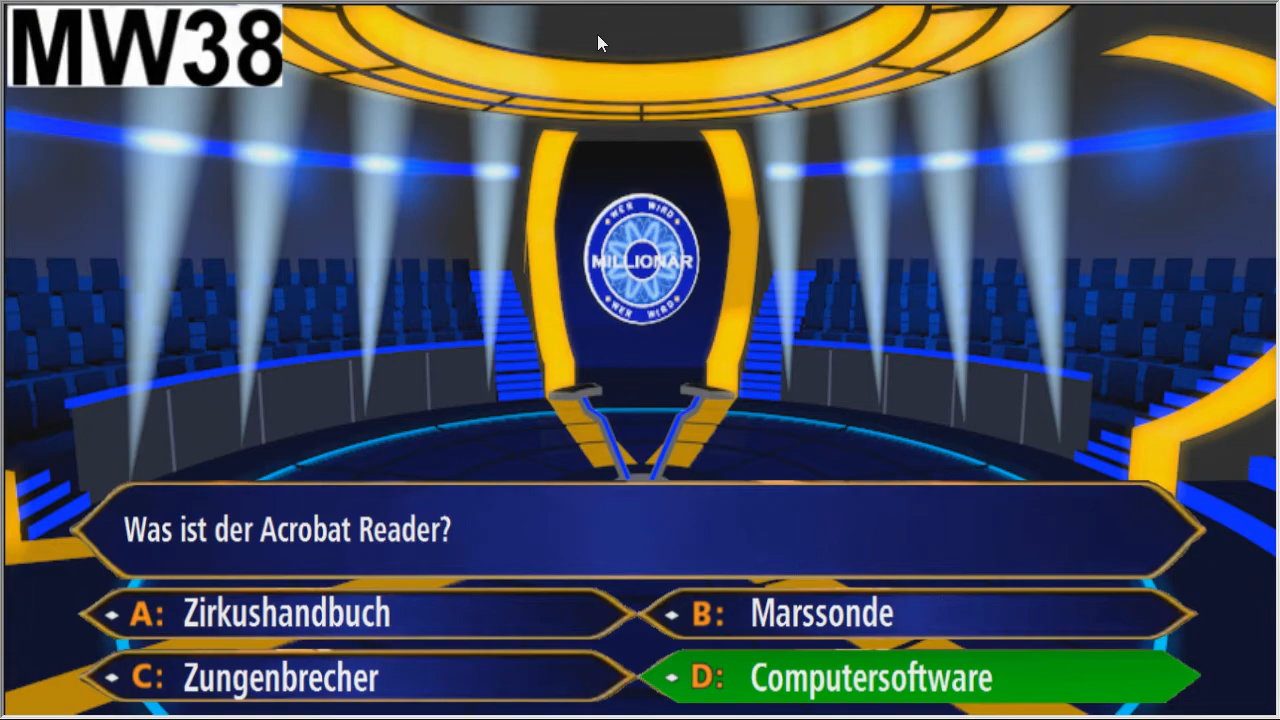 MW38
WER WIRD
MILLIONÄR
WER WIRD
Was ist der Acrobat Reader?
A: Zirkushandbuch
B: Marssonde
C: Zungenbrecher
D: Computersoftware